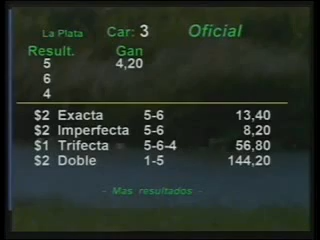 La Plata Car: 3 Oficial
Result. Gan
5 4,20
6
4
$2 Exacta 5-6 13,40
$2 Imperfecta 5-6 8,20
$1 Trifecta 5-6-4 56,80
$2 Doble 1-5 144,20
- Mas resultados -